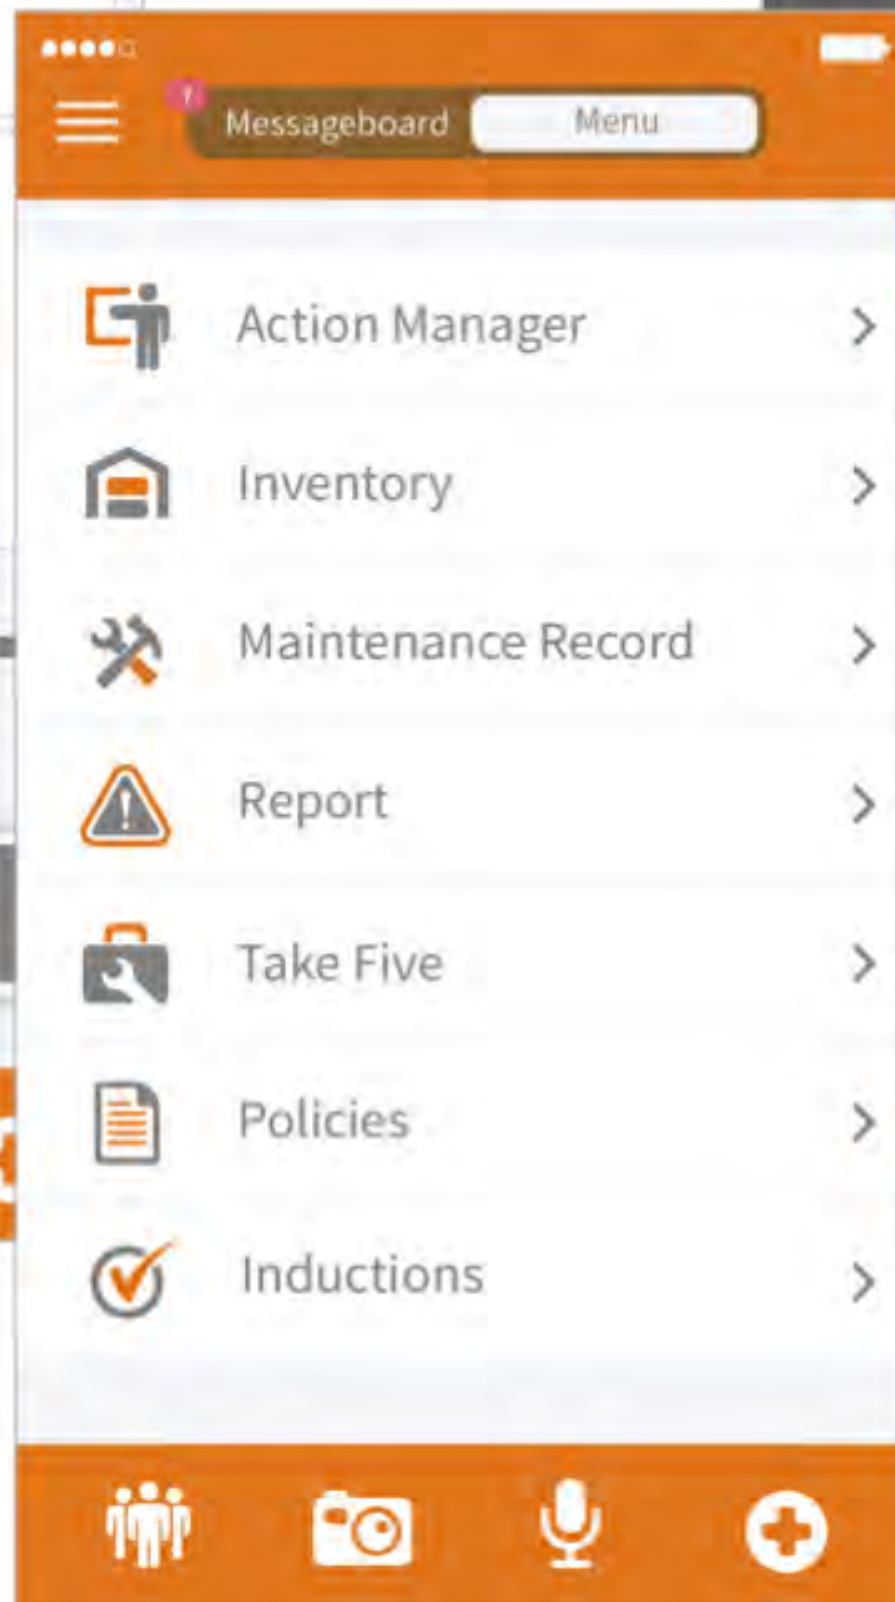 Messageboard Menu
Action Manager
Inventory
Maintenance Record
Report
Take Five
Policies
Inductions